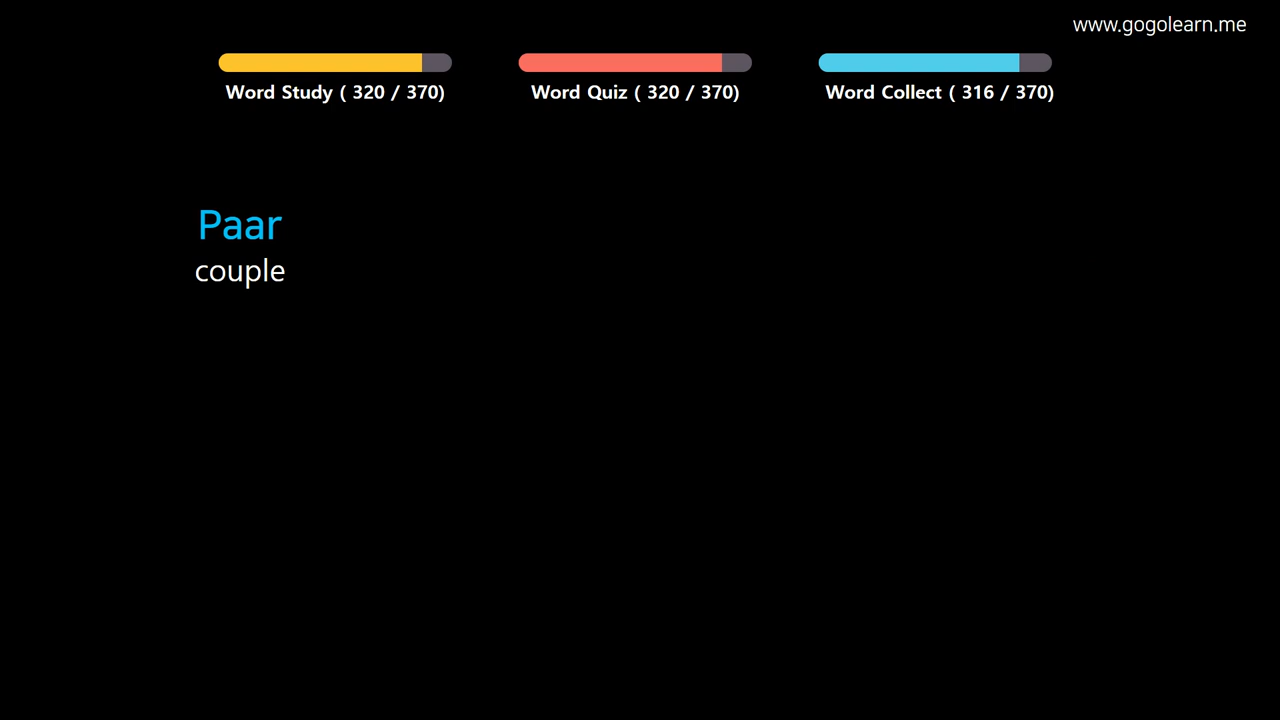 www.gogolearn.me
Word Study ( 320 / 370)
Word Quiz ( 320 / 370)
Word Collect ( 316 / 370)
Paar
couple